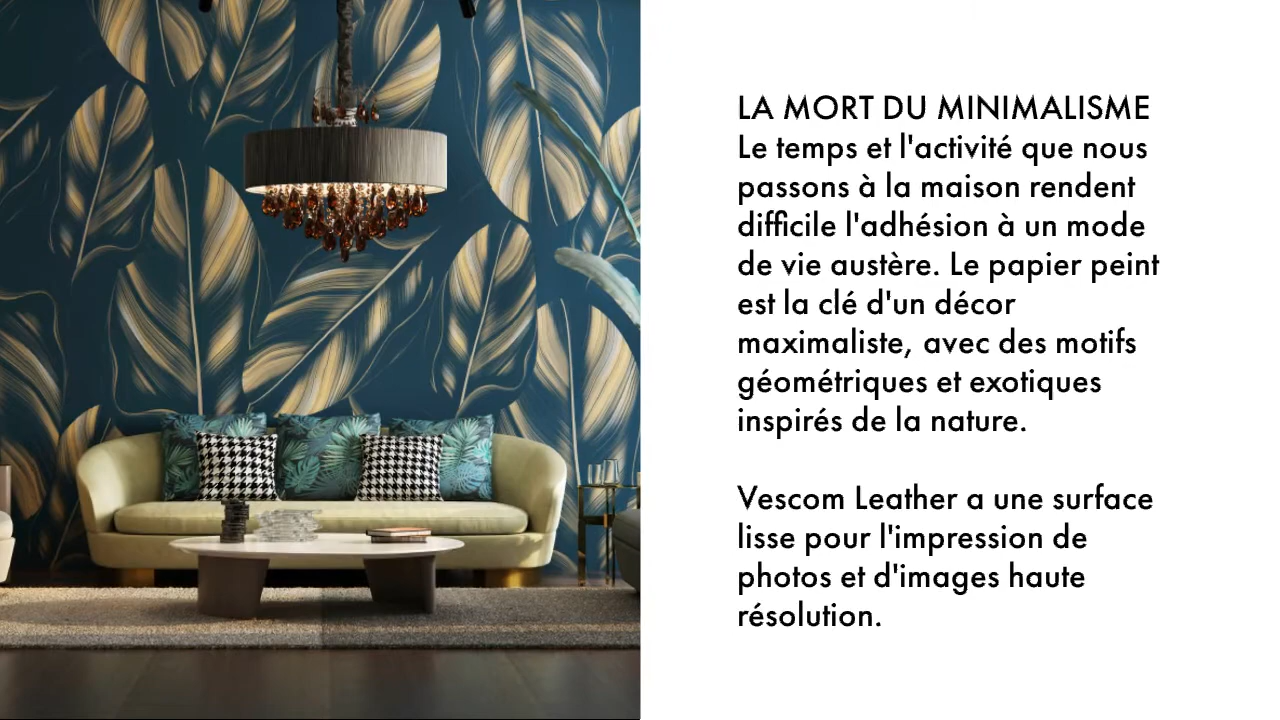 LA MORT DU MINIMALISME
Le temps et l'activité que nous
passons à la maison rendent
difficile l'adhésion à un mode
de vie austère. Le papier peint
est la clé d'un décor
maximaliste, avec des motifs
géométriques et exotiques
inspirés de la nature.
Vescom Leather a une surface
lisse pour l'impression de
photos et d'images haute
résolution.